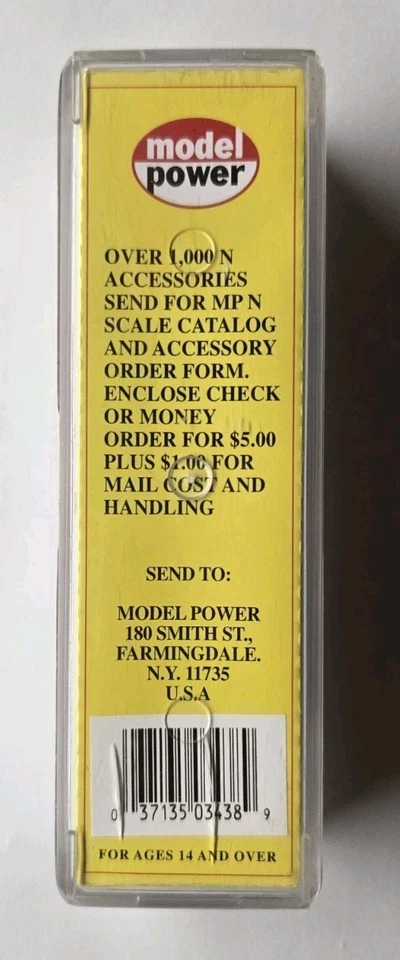 model
power
OVER 1,000 N
ACCESSORIES
SEND FOR MP N
SCALE CATALOG
AND ACCESSORY
ORDER FORM.
ENCLOSE CHECK
OR MONEY
ORDER FOR $5.00
PLUS $1.00 FOR
MAIL COST AND
HANDLING
SEND TO:
MODEL POWER
180 SMITH ST.,
FARMINGDALE.
N.Y. 11735
U.S.A
0 37135 03438 9
FOR AGES 14 AND OVER